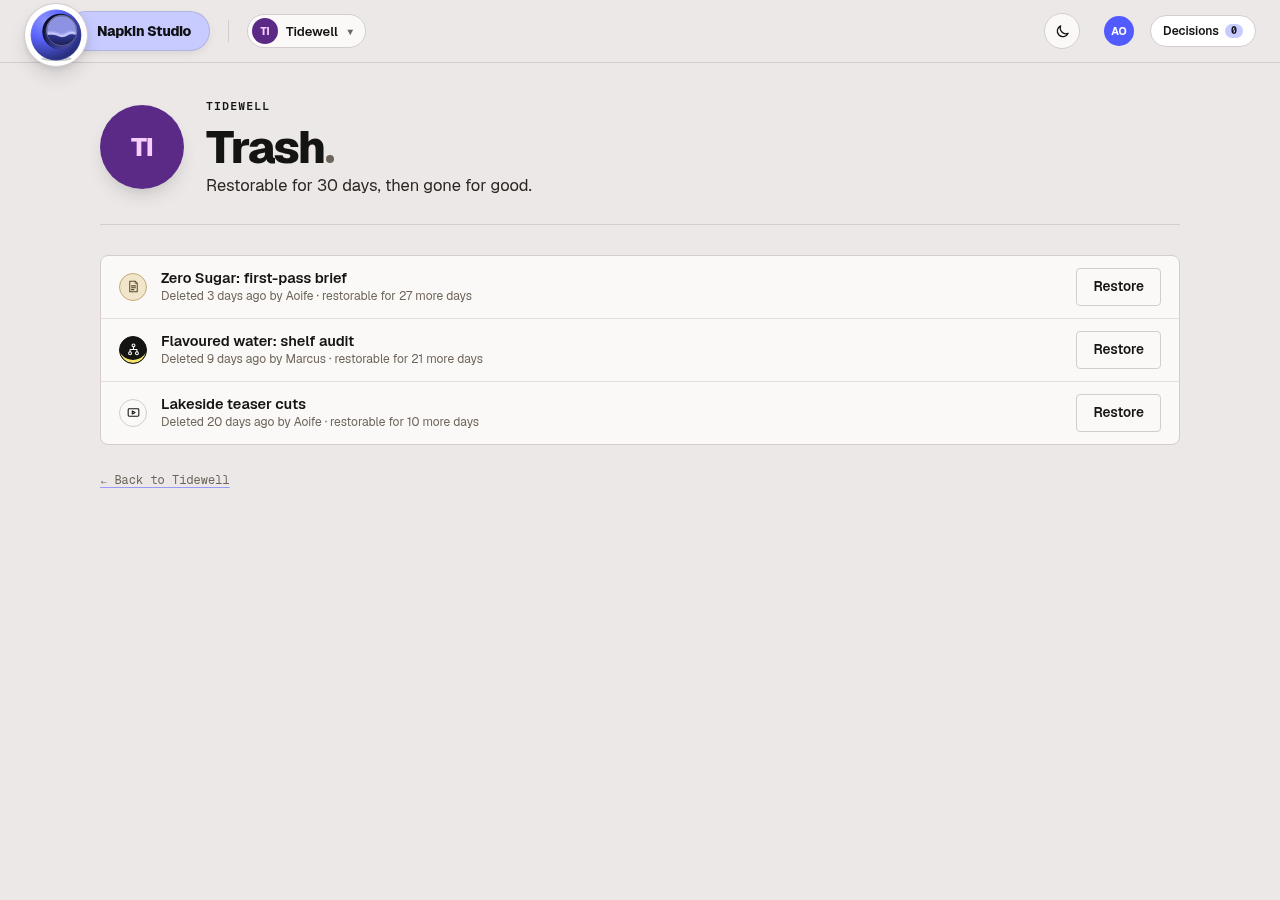 Napkin Studio
TI
Tidewell ▾
AO
Decisions 0
TI
TIDEWELL
Trash.
Restorable for 30 days, then gone for good.
Zero Sugar: first-pass brief
Deleted 3 days ago by Aoife · restorable for 27 more days
Restore
Flavoured water: shelf audit
Deleted 9 days ago by Marcus · restorable for 21 more days
Restore
Lakeside teaser cuts
Deleted 20 days ago by Aoife · restorable for 10 more days
Restore
← Back to Tidewell